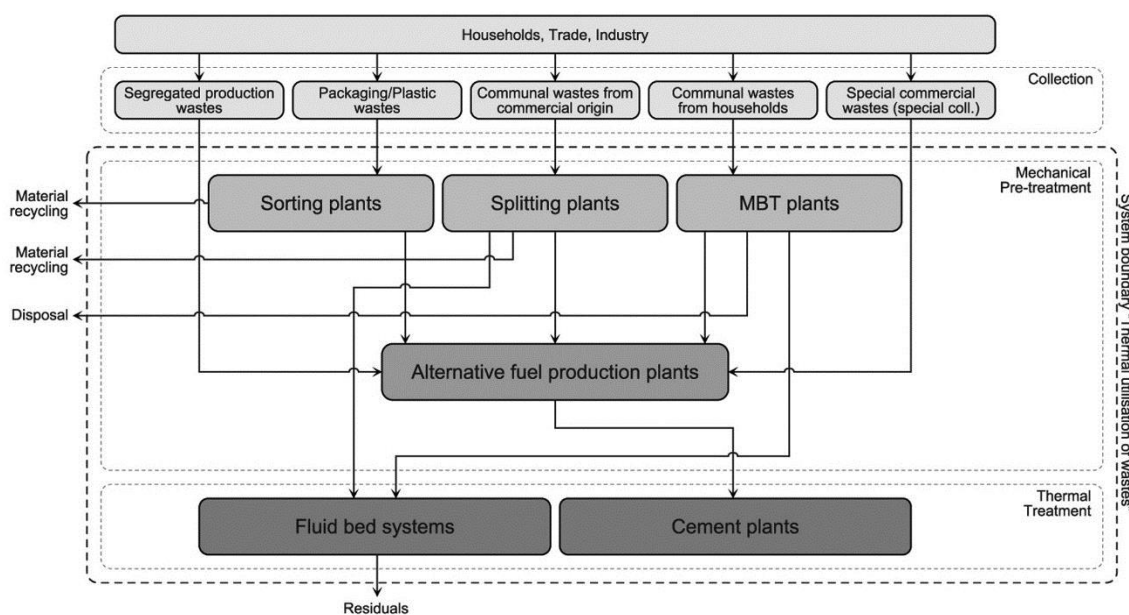 Households, Trade, Industry
Collection
Segregated production
wastes
Packaging/Plastic
wastes
Communal wastes from
commercial origin
Communal wastes
from households
Special commercial
wastes (special coll.)
Mechanical
Pre-treatment
Sorting plants
Splitting plants
MBT plants
Material
recycling
Material
recycling
Disposal
Alternative fuel production plants
System boundary "Thermal utilisation of wastes"
Thermal
Treatment
Fluid bed systems
Cement plants
Residuals